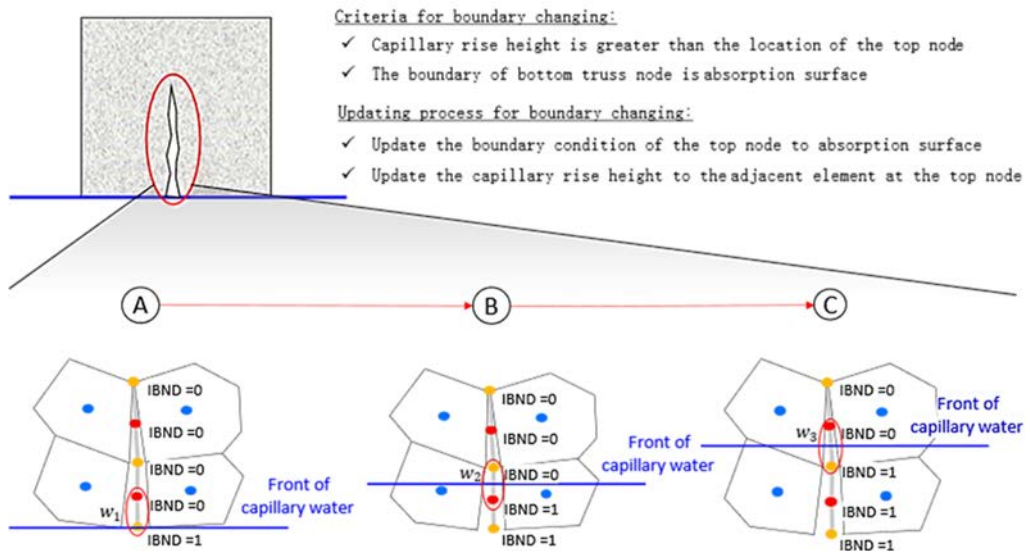 Criteria for boundary changing:
✓ Capillary rise height is greater than the location of the top node
✓ The boundary of bottom truss node is absorption surface
Updating process for boundary changing:
✓ Update the boundary condition of the top node to absorption surface
✓ Update the capillary rise height to the adjacent element at the top node
A
B
C
IBND =0
IBND =0
IBND =0
IBND =0
IBND =1
w₁
Front of
capillary water
IBND =0
IBND =0
IBND =0
IBND =1
IBND =1
w₂
Front of
capillary water
IBND =0
IBND =0
IBND =1
IBND =1
IBND =1
w₃
Front of
capillary water